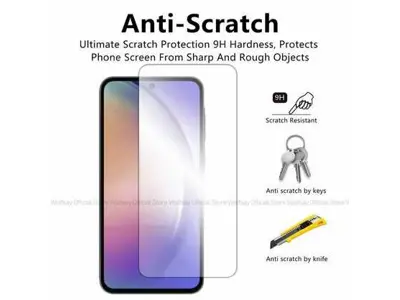 Anti-Scratch
Ultimate Scratch Protection 9H Hardness, Protects
Phone Screen From Sharp And Rough Objects
9H
Scratch Resistant
Anti scratch by keys
Anti scratch by knife